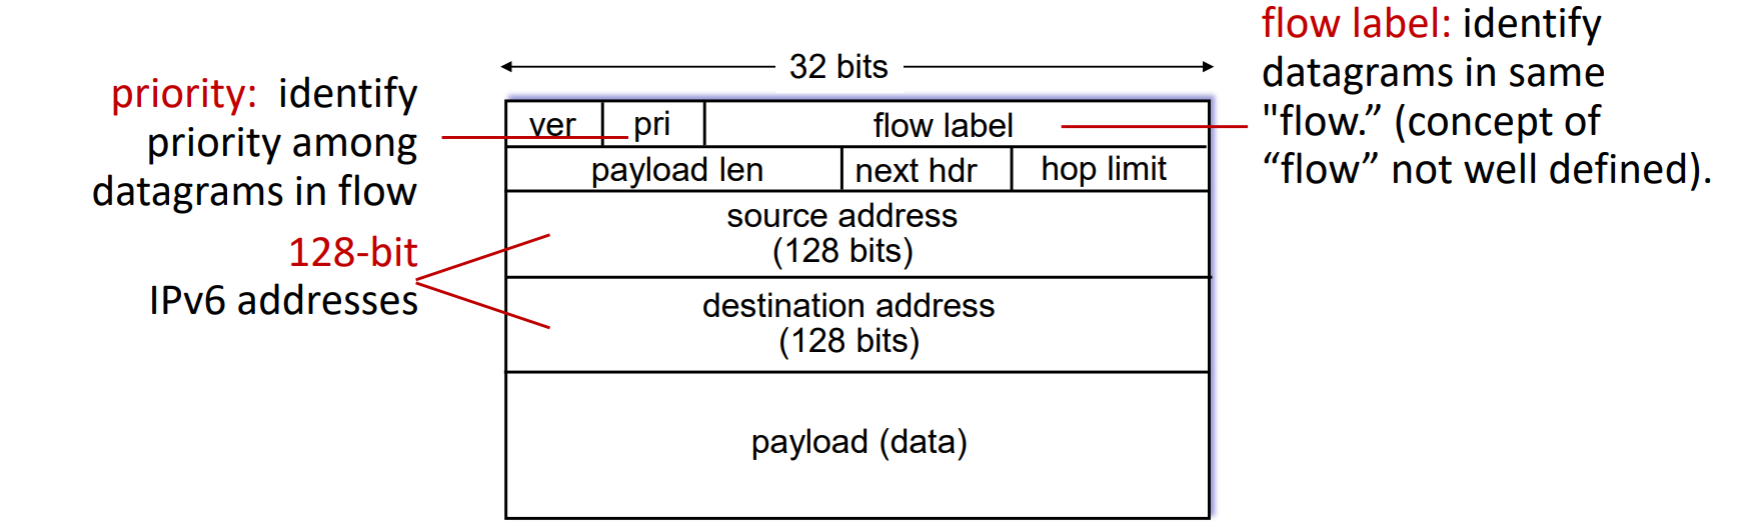 priority: identify
priority among
datagrams in flow
128-bit
IPv6 addresses
32 bits
ver pri flow label
payload len next hdr hop limit
source address
(128 bits)
destination address
(128 bits)
payload (data)
flow label: identify
datagrams in same
"flow.” (concept of
“flow” not well defined).